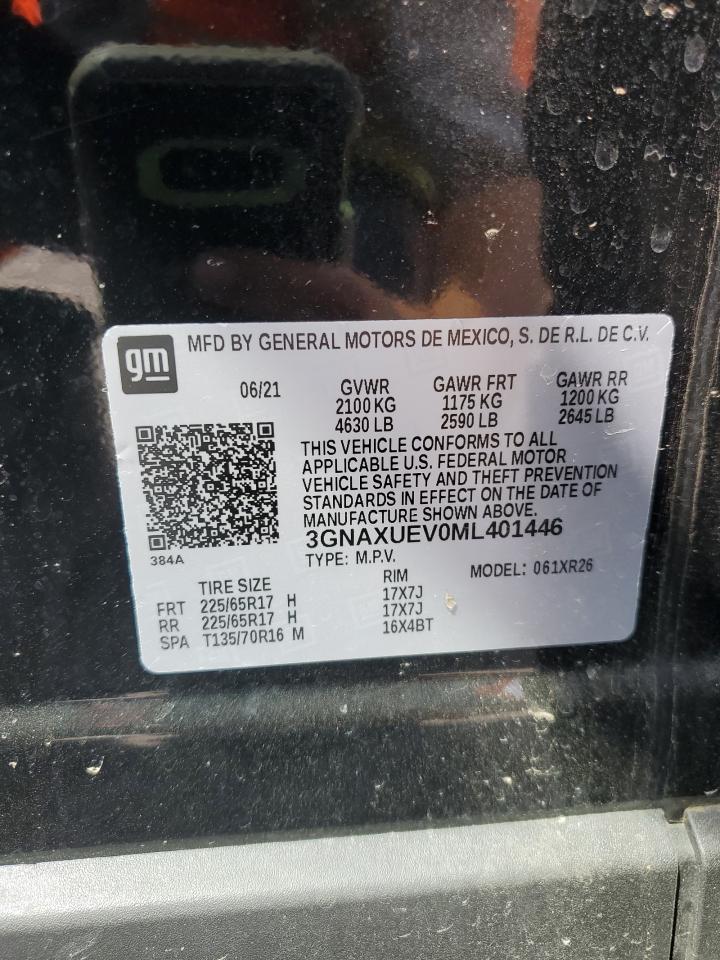 gm
MFD BY GENERAL MOTORS DE MEXICO, S. DE R.L. DE C.V.
06/21 GVWR GAWR FRT GAWR RR
2100 KG 1175 KG 1200 KG
4630 LB 2590 LB 2645 LB
THIS VEHICLE CONFORMS TO ALL
APPLICABLE U.S. FEDERAL MOTOR
VEHICLE SAFETY AND THEFT PREVENTION
STANDARDS IN EFFECT ON THE DATE OF
MANUFACTURE SHOWN ABOVE.
3GNAXUEV0ML401446
384A
TYPE: M.P.V. MODEL: 061XR26
TIRE SIZE RIM
FRT 225/65R17 H 17X7J
RR 225/65R17 H 17X7J
SPA T135/70R16 M 16X4BT